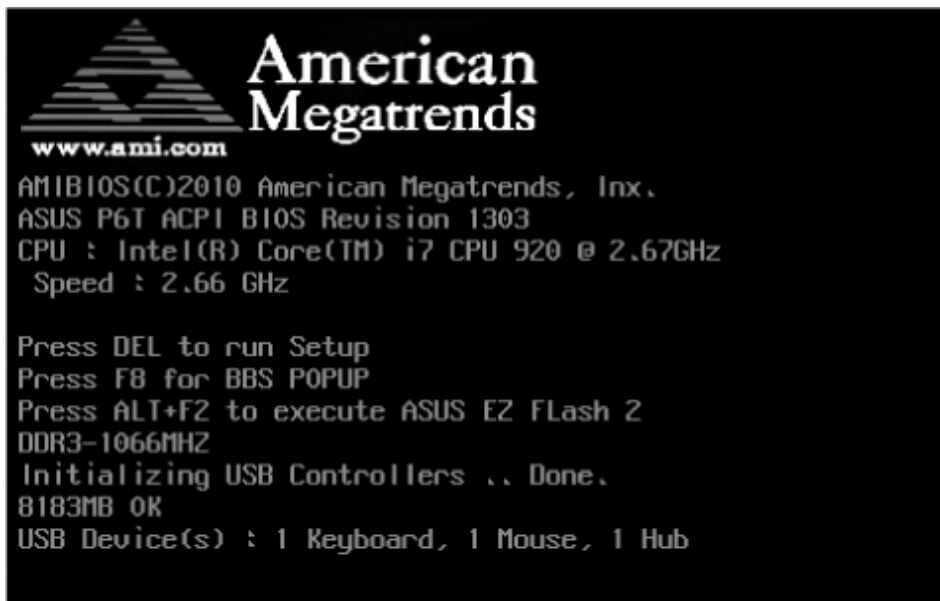 American
Megatrends
www.ami.com
AMIBIOS(C)2010 American Megatrends, Inx.
ASUS P6T ACPI BIOS Revision 1303
CPU : Intel(R) Core(TM) i7 CPU 920 @ 2.67GHz
Speed : 2.66 GHz
Press DEL to run Setup
Press F8 for BBS POPUP
Press ALT+F2 to execute ASUS EZ FLash 2
DDR3-1066MHZ
Initializing USB Controllers .. Done.
8183MB OK
USB Device(s) : 1 Keyboard, 1 Mouse, 1 Hub